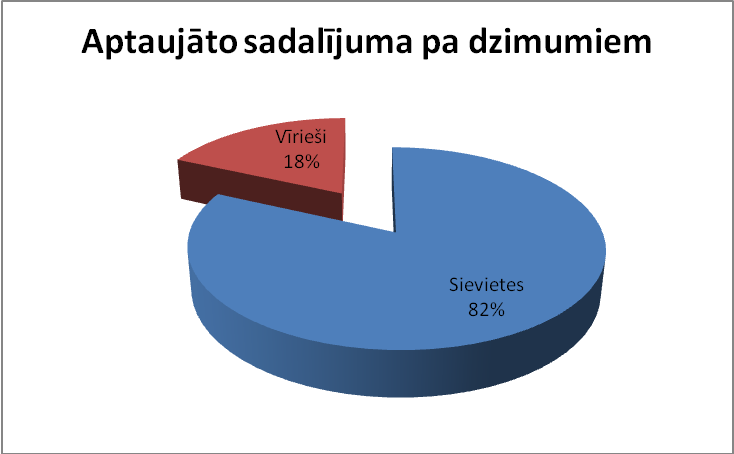 Aptaujāto sadalījuma pa dzimumiem
Vīrieši
18%
Sievietes
82%